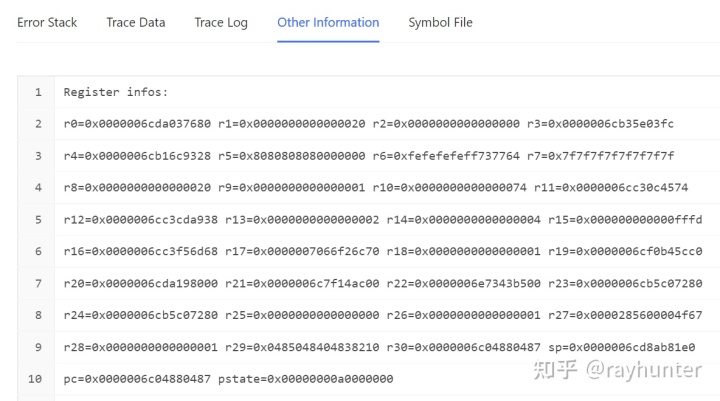 Error Stack Trace Data Trace Log Other Information Symbol File
1 Register infos:
2 r0=0x0000006cda037680 r1=0x0000000000000020 r2=0x0000000000000000 r3=0x0000006cb35e03fc
3 r4=0x0000006cb16c9328 r5=0x8080808080000000 r6=0xfefefefeff737764 r7=0x7f7f7f7f7f7f7f7f
4 r8=0x0000000000000020 r9=0x0000000000000001 r10=0x0000000000000074 r11=0x0000006cc30c4574
5 r12=0x0000006cc3cda938 r13=0x0000000000000002 r14=0x0000000000000004 r15=0x000000000000fffd
6 r16=0x0000006cc3f56d68 r17=0x0000007066f26c70 r18=0x0000000000000001 r19=0x0000006cf0b45cc0
7 r20=0x0000006cda198000 r21=0x0000006c7f14ac00 r22=0x0000006e7343b500 r23=0x0000006cb5c07280
8 r24=0x0000006cb5c07280 r25=0x0000000000000000 r26=0x0000000000000001 r27=0x0000285600004f67
9 r28=0x0000000000000001 r29=0x0485048404838210 r30=0x0000006c04880487 sp=0x0000006cd8ab81e0
10 pc=0x0000006c04880487 pstate=0x00000000a0000000
知乎 @rayhunter